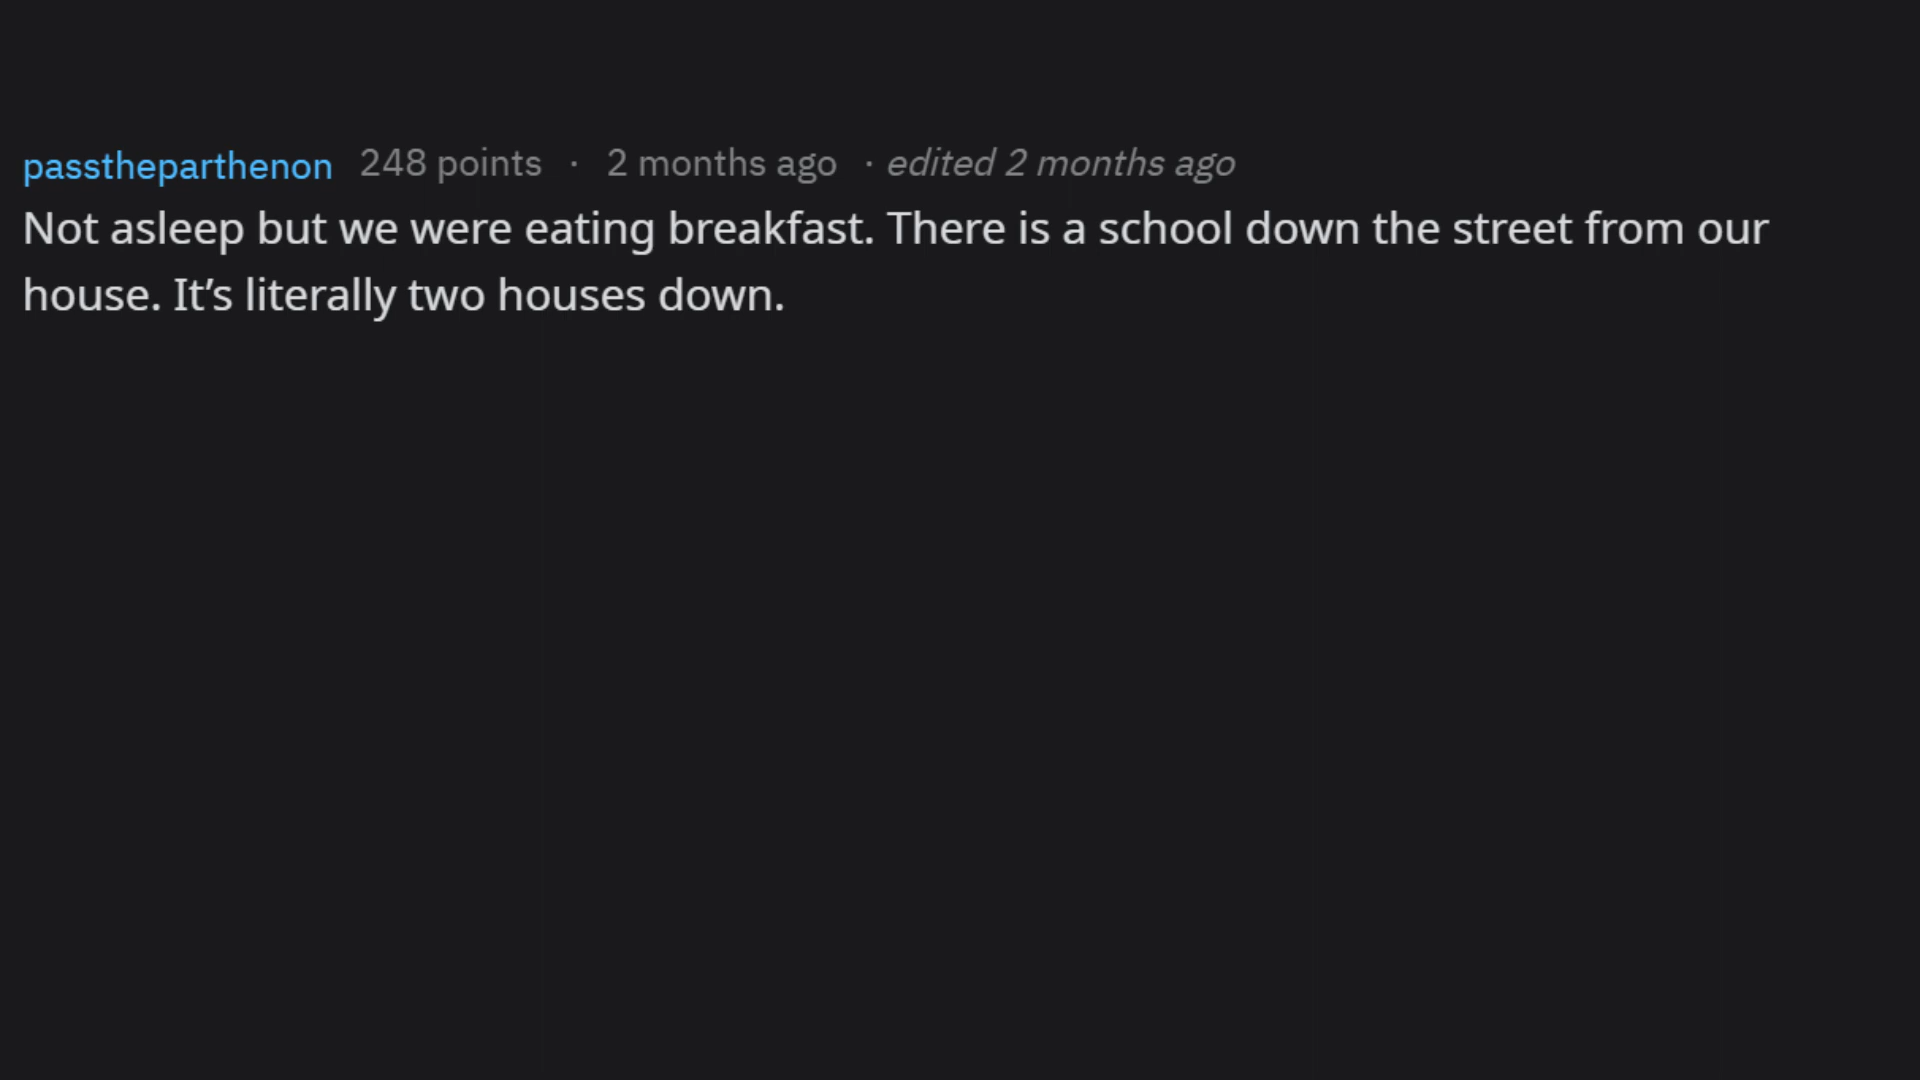 passtheparthenon 248 points · 2 months ago · edited 2 months ago
Not asleep but we were eating breakfast. There is a school down the street from our
house. It’s literally two houses down.